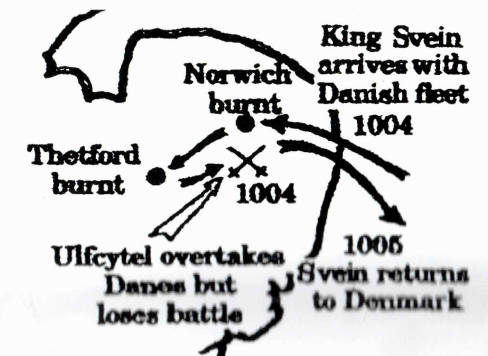 King Svein
arrives with
Danish fleet
1004
Norwich
burnt
Thetford
burnt
1004
Ulfcytel overtakes
Danes but
loses battle
1005
Svein returns
to Denmark